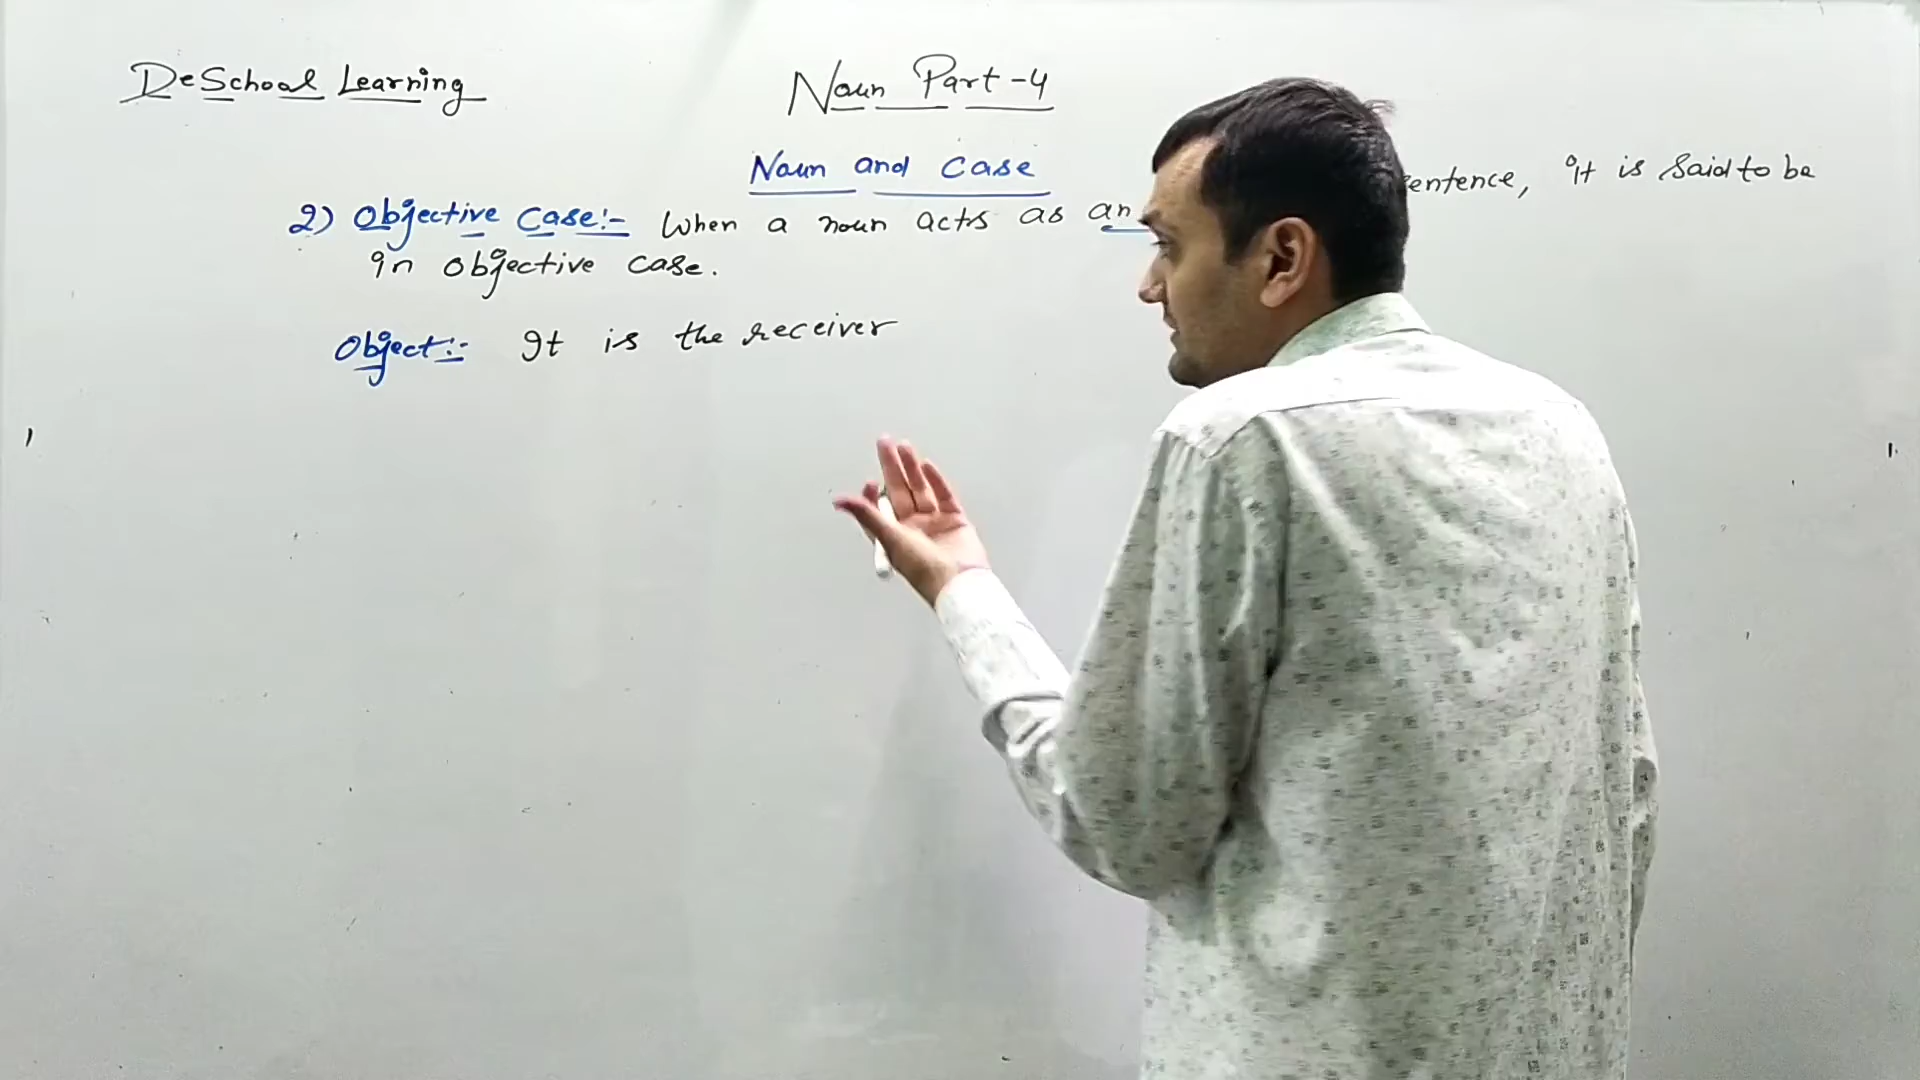 DeSchool Learning
Noun Part-4
Noun and Case
2) Objective Case:- When a noun acts as an sentence, it is said to be
in objective case.
Object:- It is the receiver